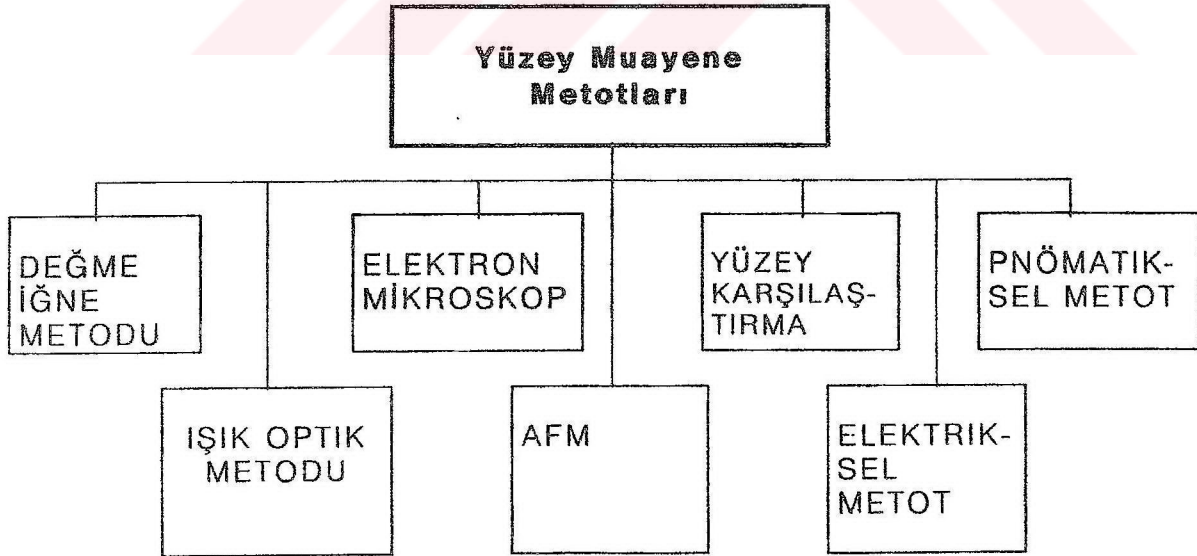 Yüzey Muayene
Metotları
DEĞME
İĞNE
METODU
ELEKTRON
MİKROSKOP
YÜZEY
KARŞILAŞ-
TIRMA
PNÖMATIK-
SEL METOT
IŞIK OPTIK
METODU
AFM
ELEKTRIK-
SEL
METOT